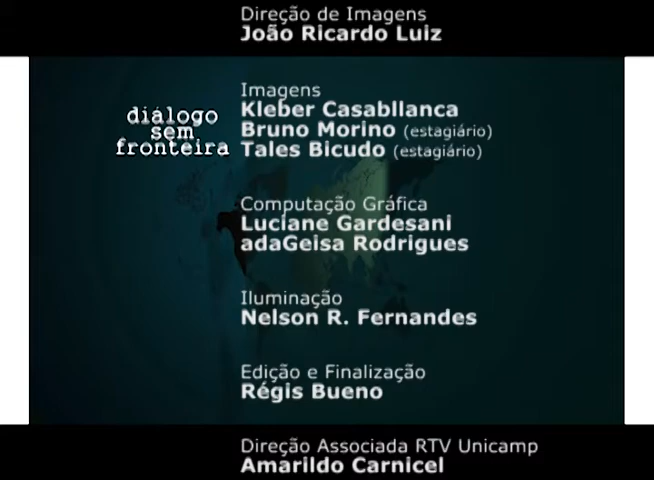 Direção de Imagens
João Ricardo Luiz
diálogo
sem
fronteira
Imagens
Kleber Casabllanca
Bruno Morino (estagiário)
Tales Bicudo (estagiário)
Computação Gráfica
Luciane Gardesani
adaGeisa Rodrigues
Iluminação
Nelson R. Fernandes
Edição e Finalização
Régis Bueno
Direção Associada RTV Unicamp
Amarildo Carnicel